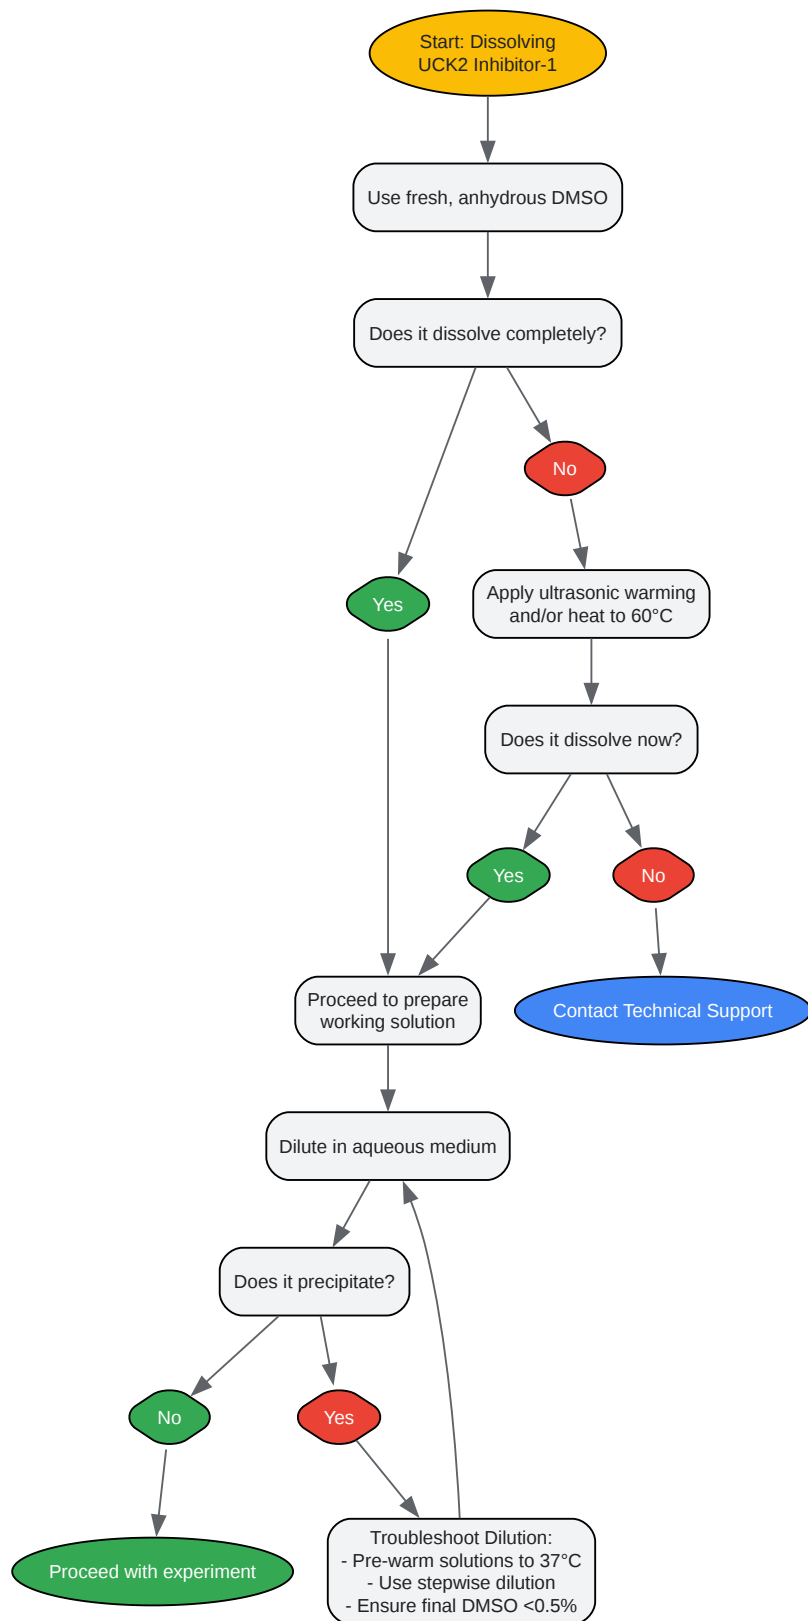 Start: Dissolving
UCK2 Inhibitor-1
Use fresh, anhydrous DMSO
Does it dissolve completely?
No
Apply ultrasonic warming
and/or heat to 60°C
Yes
Does it dissolve now?
Yes
No
Proceed to prepare
working solution
Contact Technical Support
Dilute in aqueous medium
Does it precipitate?
No
Yes
Troubleshoot Dilution:
- Pre-warm solutions to 37°C
- Use stepwise dilution
- Ensure final DMSO <0.5%
Proceed with experiment